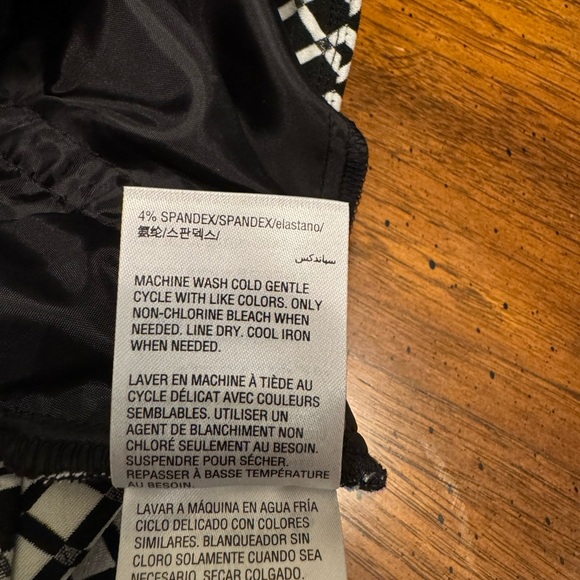 4% SPANDEX/SPANDEX/elastano/
氨纶/스판덱스/
سباندكس
MACHINE WASH COLD GENTLE
CYCLE WITH LIKE COLORS. ONLY
NON-CHLORINE BLEACH WHEN
NEEDED. LINE DRY. COOL IRON
WHEN NEEDED.
LAVER EN MACHINE À TIÈDE AU
CYCLE DÉLICAT AVEC COULEURS
SEMBLABLES. UTILISER UN
AGENT DE BLANCHIMENT NON
CHLORÉ SEULEMENT AU BESOIN.
SUSPENDRE POUR SÉCHER.
REPASSER À BASSE TEMPÉRATURE
AU BESOIN.
LAVAR A MÁQUINA EN AGUA FRÍA
CICLO DELICADO CON COLORES
SIMILARES. BLANQUEADOR SIN
CLORO SOLAMENTE CUANDO SEA
NECESARIO. SECAR COLGADO.